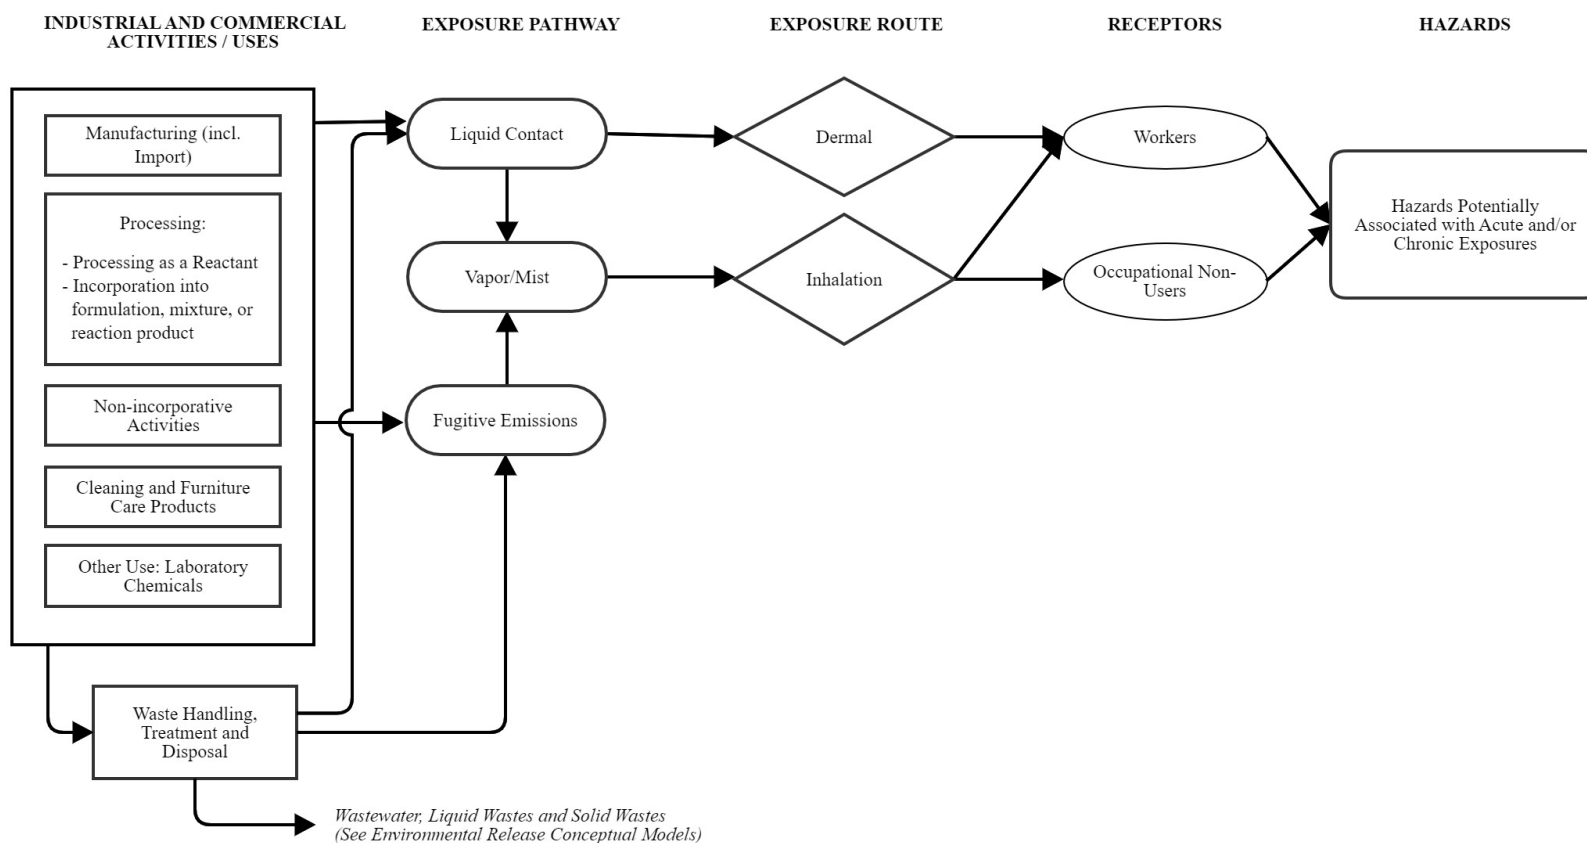 INDUSTRIAL AND COMMERCIAL
ACTIVITIES / USES
EXPOSURE PATHWAY
EXPOSURE ROUTE
RECEPTORS
HAZARDS
Manufacturing (incl.
Import)
Processing:
- Processing as a Reactant
- Incorporation into
formulation, mixture, or
reaction product
Non-incorporative
Activities
Cleaning and Furniture
Care Products
Other Use: Laboratory
Chemicals
Waste Handling,
Treatment and
Disposal
Wastewater, Liquid Wastes and Solid Wastes
(See Environmental Release Conceptual Models)
Liquid Contact
Vapor/Mist
Fugitive Emissions
Dermal
Inhalation
Workers
Occupational Non-
Users
Hazards Potentially
Associated with Acute and/or
Chronic Exposures